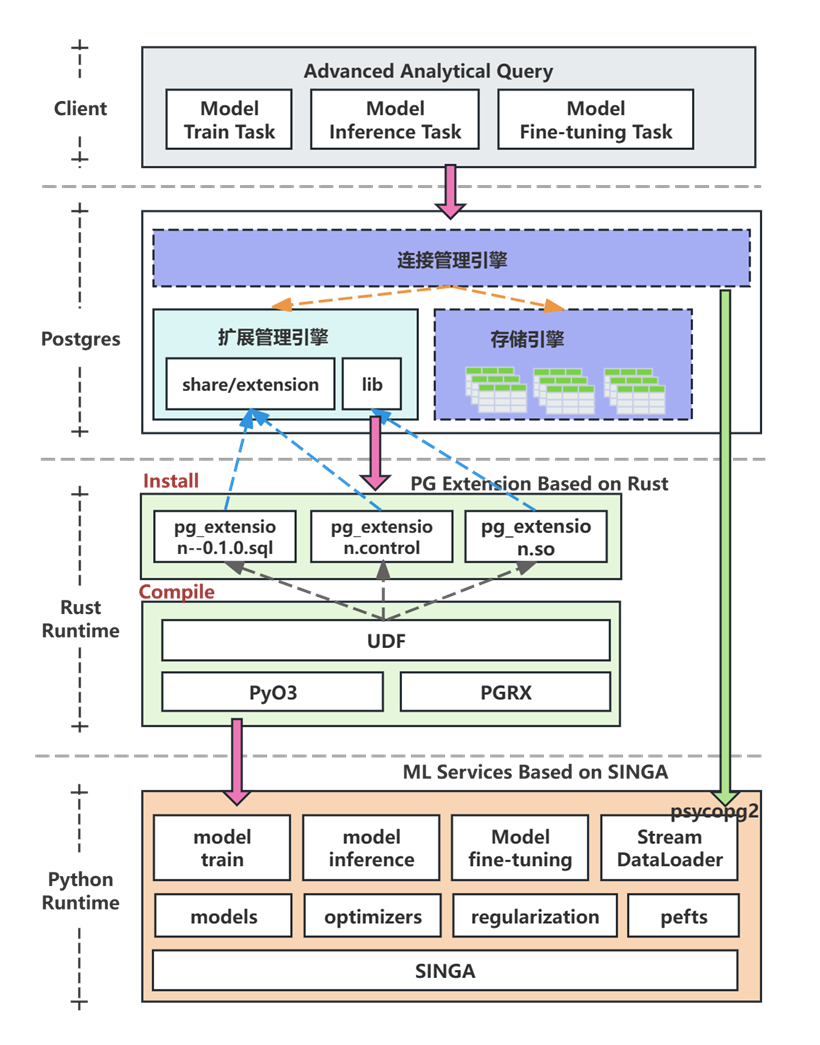 Advanced Analytical Query
Client
Model
Train Task
Model
Inference Task
Model
Fine-tuning Task
Postgres
连接管理引擎
扩展管理引擎
share/extension
lib
存储引擎
Install
PG Extension Based on Rust
pg_extensio
n--0.1.0.sql
pg_extensio
n.control
pg_extensio
n.so
Rust
Runtime
Compile
UDF
PyO3
PGRX
ML Services Based on SINGA
psycopg2
Python
Runtime
model
train
model
inference
Model
fine-tuning
Stream
DataLoader
models
optimizers
regularization
pefts
SINGA